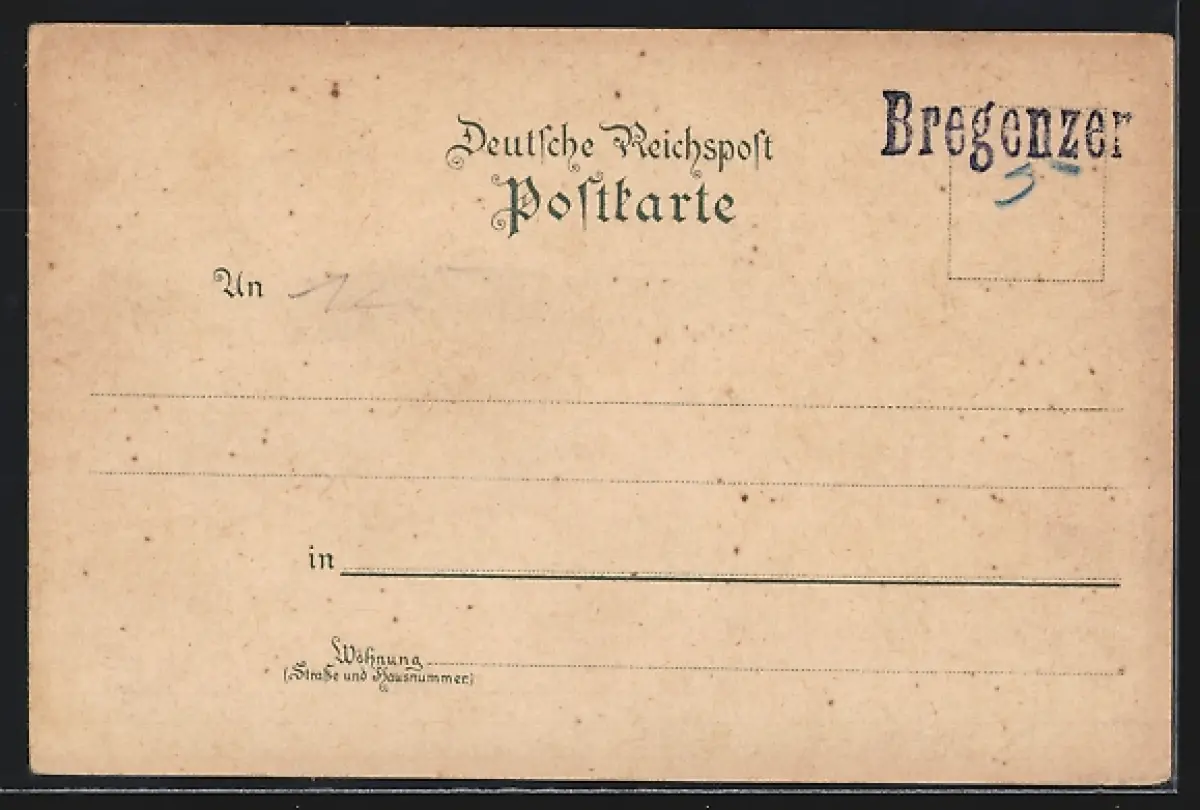 Bregenzer
Deutſche Reichspoſt
Poſtkarte
An
in
Wohnung
(Straße und Hausnummer)